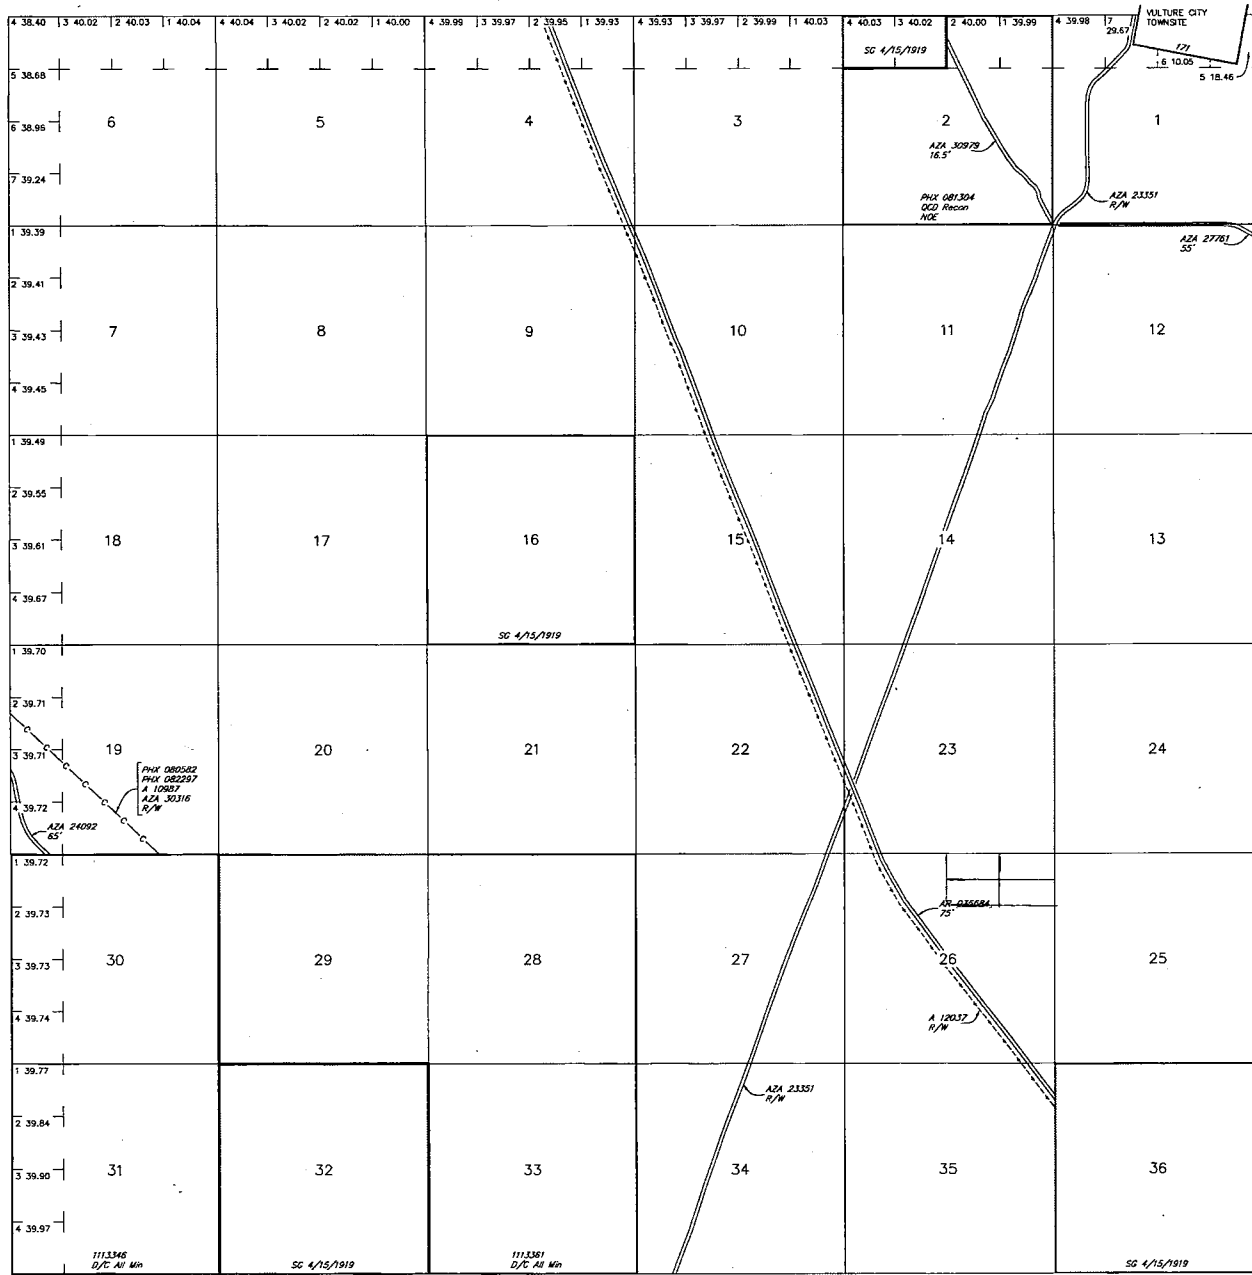 4 38.40 3 40.02 2 40.03 1 40.04 4 40.04 3 40.02 2 40.02 1 40.00 4 39.99 3 39.97 2 39.95 1 39.93 4 39.93 3 39.97 2 39.99 1 40.03 4 40.03 3 40.02 2 40.00 1 39.99 4 39.98 7
29.67
VULTURE CITY
TOWNSITE
171
6 10.05
5 18.46
SG 4/15/1919
5 38.68
6 38.96
7 39.24
6
5
4
3
2
1
AZA 30979
16.5'
PHX 081304
QCD Recon
NOE
AZA 23351
R/W
AZA 27761
55'
1 39.39
2 39.41
3 39.43
4 39.45
7
8
9
10
11
12
1 39.49
2 39.55
3 39.61
4 39.67
18
17
16
15
14
13
SG 4/15/1919
1 39.70
2 39.71
3 39.71
4 39.72
19
20
21
22
23
24
C
C
C
C
C
C
C
PHX 080582
PHX 082297
A 10987
AZA 30316
R/W
AZA 24092
65'
1 39.72
2 39.73
3 39.73
4 39.74
30
29
28
27
26
25
AR 035684
75'
A 12037
R/W
1 39.77
2 39.84
3 39.90
4 39.97
31
32
33
34
35
36
AZA 23351
R/W
1113346
D/C All Min
SG 4/15/1919
1113361
D/C All Min
SG 4/15/1919